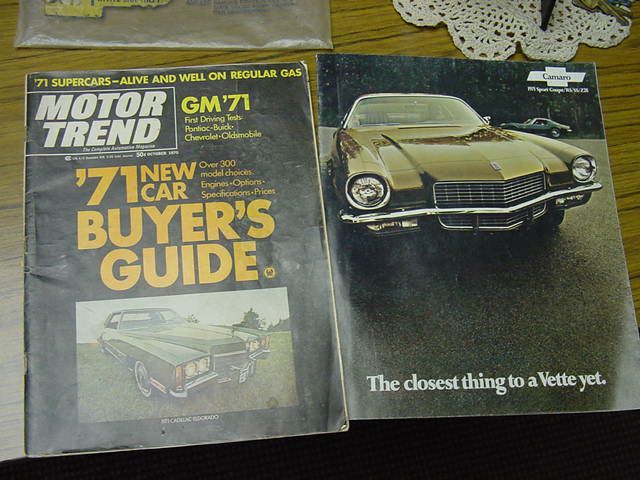 '71 SUPERCARS—ALIVE AND WELL ON REGULAR GAS
MOTOR
TREND
The Complete Automotive Magazine
50c OCTOBER 1970
GM '71
First Driving Tests:
Pontiac • Buick •
Chevrolet • Oldsmobile
'71 NEW
CAR
Over 300
model choices
Engines • Options •
Specifications • Prices
BUYER'S
GUIDE
1971 CADILLAC ELDORADO
Camaro
1971 Sport Coupe/RS/SS/Z28
The closest thing to a Vette yet.